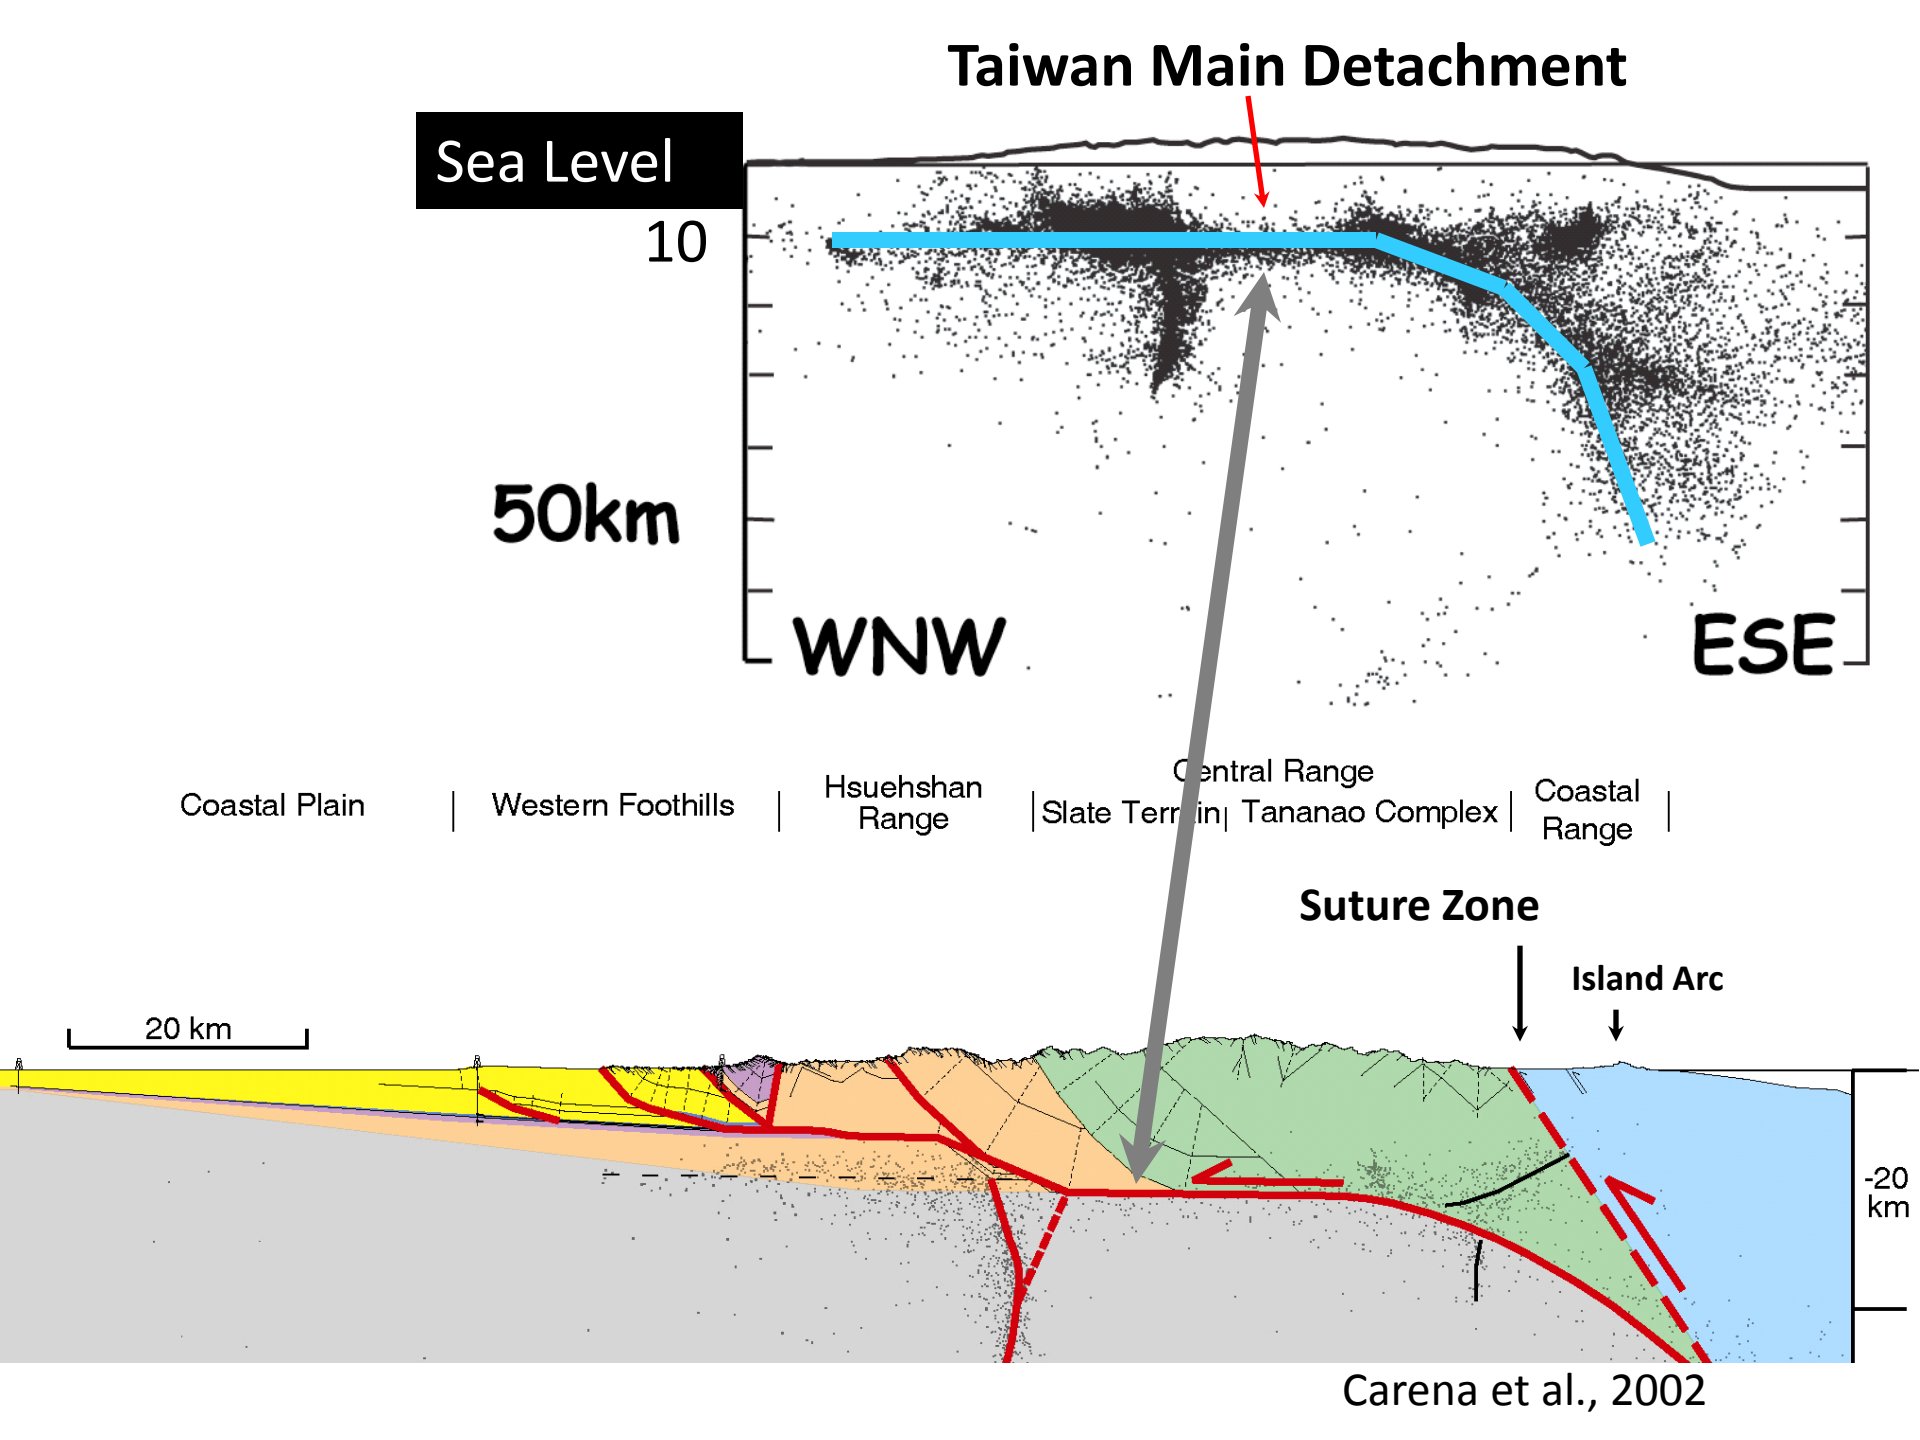 Taiwan Main Detachment
Sea Level
10
50km
WNW
ESE
Central Range
Coastal Plain
Western Foothills
Hsuehshan
Range
Slate Terrain
Tananao Complex
Coastal
Range
Suture Zone
Island Arc
20 km
-20
km
Carena et al., 2002